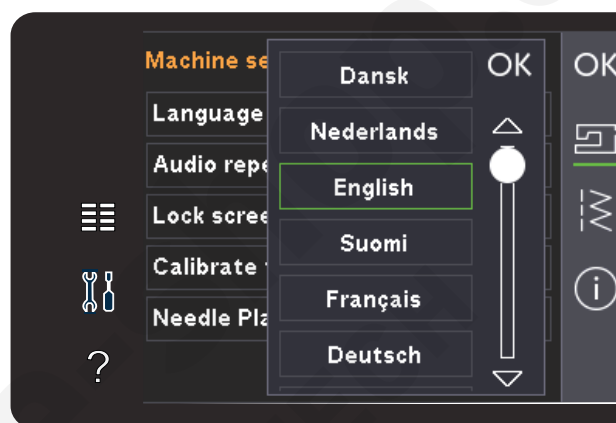 Machine se
Language
Audio repe
Lock scree
Calibrate
Needle Pla
Dansk
Nederlands
English
Suomi
Français
Deutsch
OK
OK
?
i